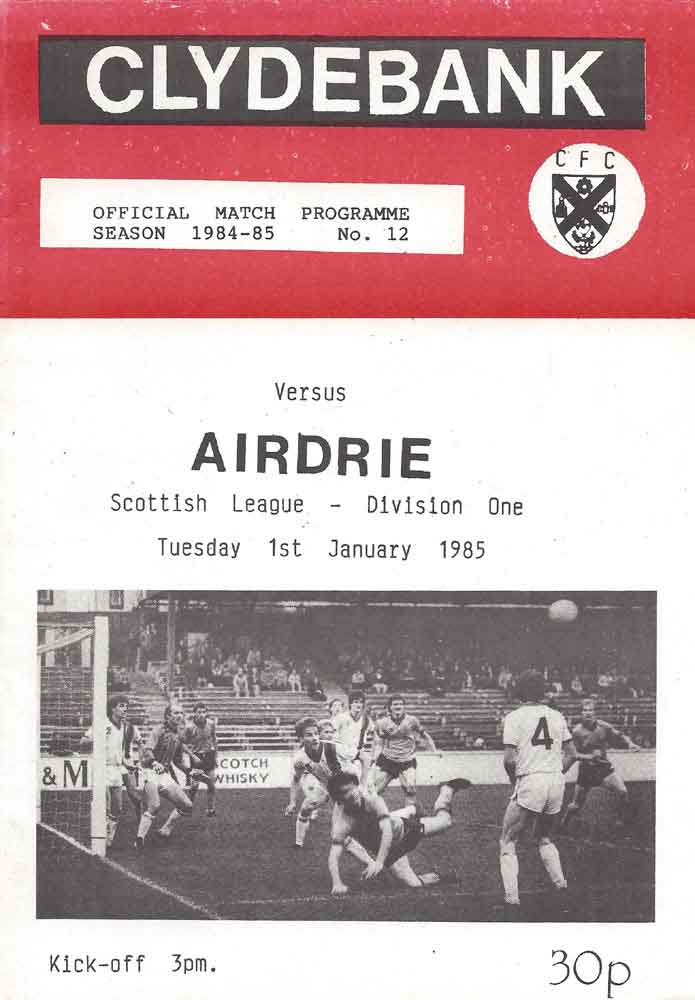 CLYDEBANK
CFC
OFFICIAL MATCH PROGRAMME
SEASON 1984-85 No. 12
Versus
AIRDRIE
Scottish League - Division One
Tuesday 1st January 1985
4
& M
SCOTCH
WHISKY
Kick-off 3pm.
30p